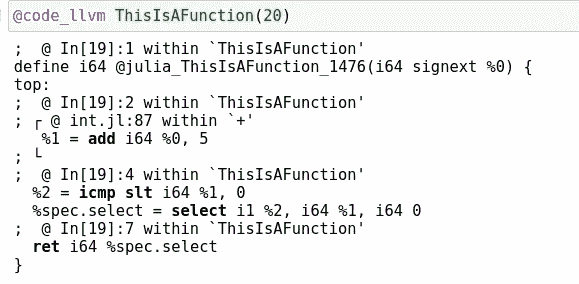 @code_llvm ThisIsAFunction(20)
;  @ In[19]:1 within `ThisIsAFunction'
define i64 @julia_ThisIsAFunction_1476(i64 signext %0) {
top:
;  @ In[19]:2 within `ThisIsAFunction'
; ┌ @ int.jl:87 within `+'
   %1 = add i64 %0, 5
; └
;  @ In[19]:4 within `ThisIsAFunction'
  %2 = icmp slt i64 %1, 0
  %spec.select = select i1 %2, i64 %1, i64 0
;  @ In[19]:7 within `ThisIsAFunction'
  ret i64 %spec.select
}